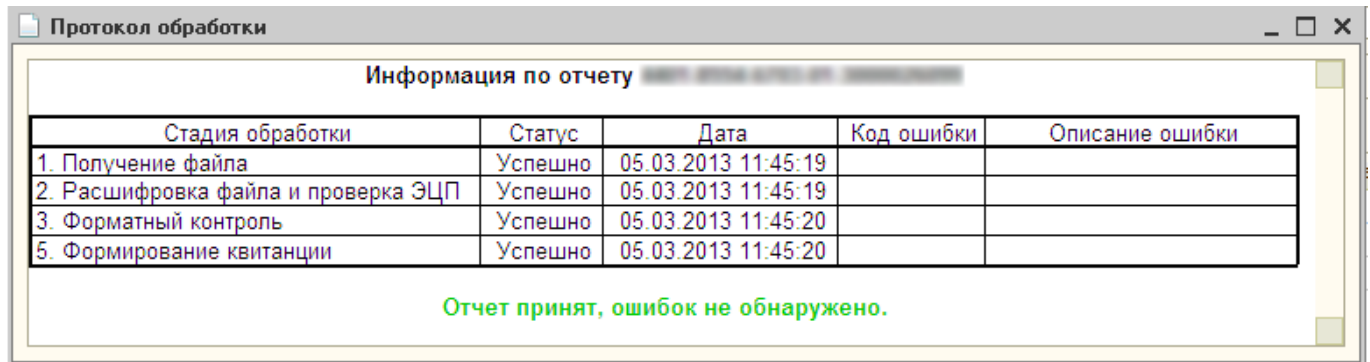 Протокол обработки
Информация по отчету
Стадия обработки Статус Дата Код ошибки Описание ошибки
1. Получение файла Успешно 05.03.2013 11:45:19
2. Расшифровка файла и проверка ЭЦП Успешно 05.03.2013 11:45:19
3. Форматный контроль Успешно 05.03.2013 11:45:20
5. Формирование квитанции Успешно 05.03.2013 11:45:20
Отчет принят, ошибок не обнаружено.